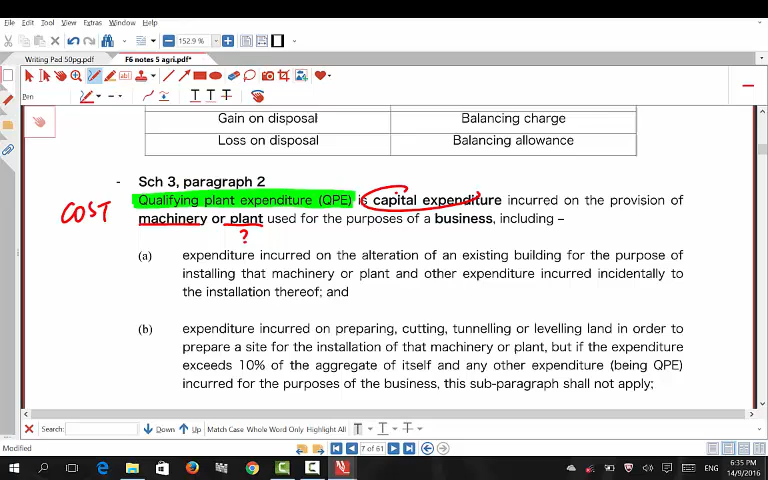 File Edit Tool View Extras Window Help
152.9 %
Writing Pad 50pg.pdf F6 notes 5 agri.pdf*
Pen
Gain on disposal Balancing charge
Loss on disposal Balancing allowance
- Sch 3, paragraph 2
Qualifying plant expenditure (QPE) is capital expenditure incurred on the provision of
COST machinery or plant used for the purposes of a business, including –
?
(a) expenditure incurred on the alteration of an existing building for the purpose of
installing that machinery or plant and other expenditure incurred incidentally to
the installation thereof; and
(b) expenditure incurred on preparing, cutting, tunnelling or levelling land in order to
prepare a site for the installation of that machinery or plant, but if the expenditure
exceeds 10% of the aggregate of itself and any other expenditure (being QPE)
incurred for the purposes of the business, this sub-paragraph shall not apply;
Search: Down Up Match Case Whole Word Only Highlight All T T T
Modified 7 of 61
ENG 6:35 PM
14/9/2016